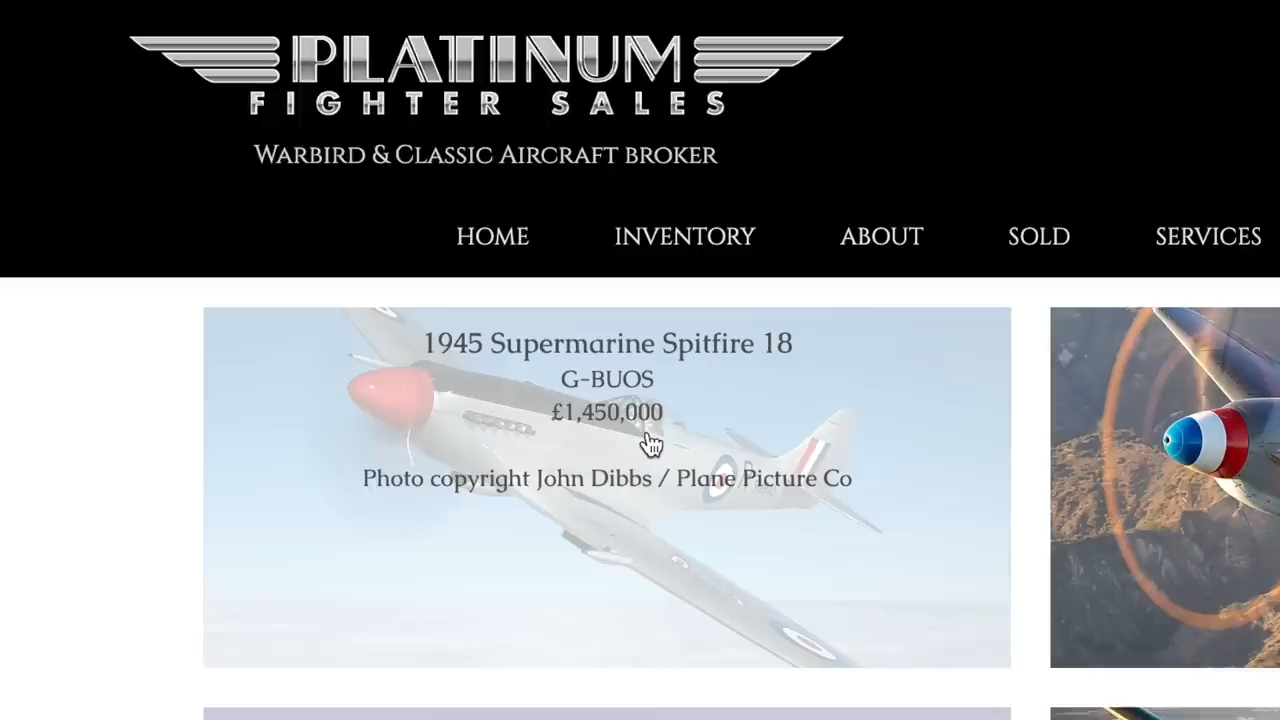 PLATINUM
FIGHTER SALES
WARBIRD & CLASSIC AIRCRAFT BROKER
HOME INVENTORY ABOUT SOLD SERVICES
1945 Supermarine Spitfire 18
G-BUOS
£1,450,000
Photo copyright John Dibbs / Plane Picture Co